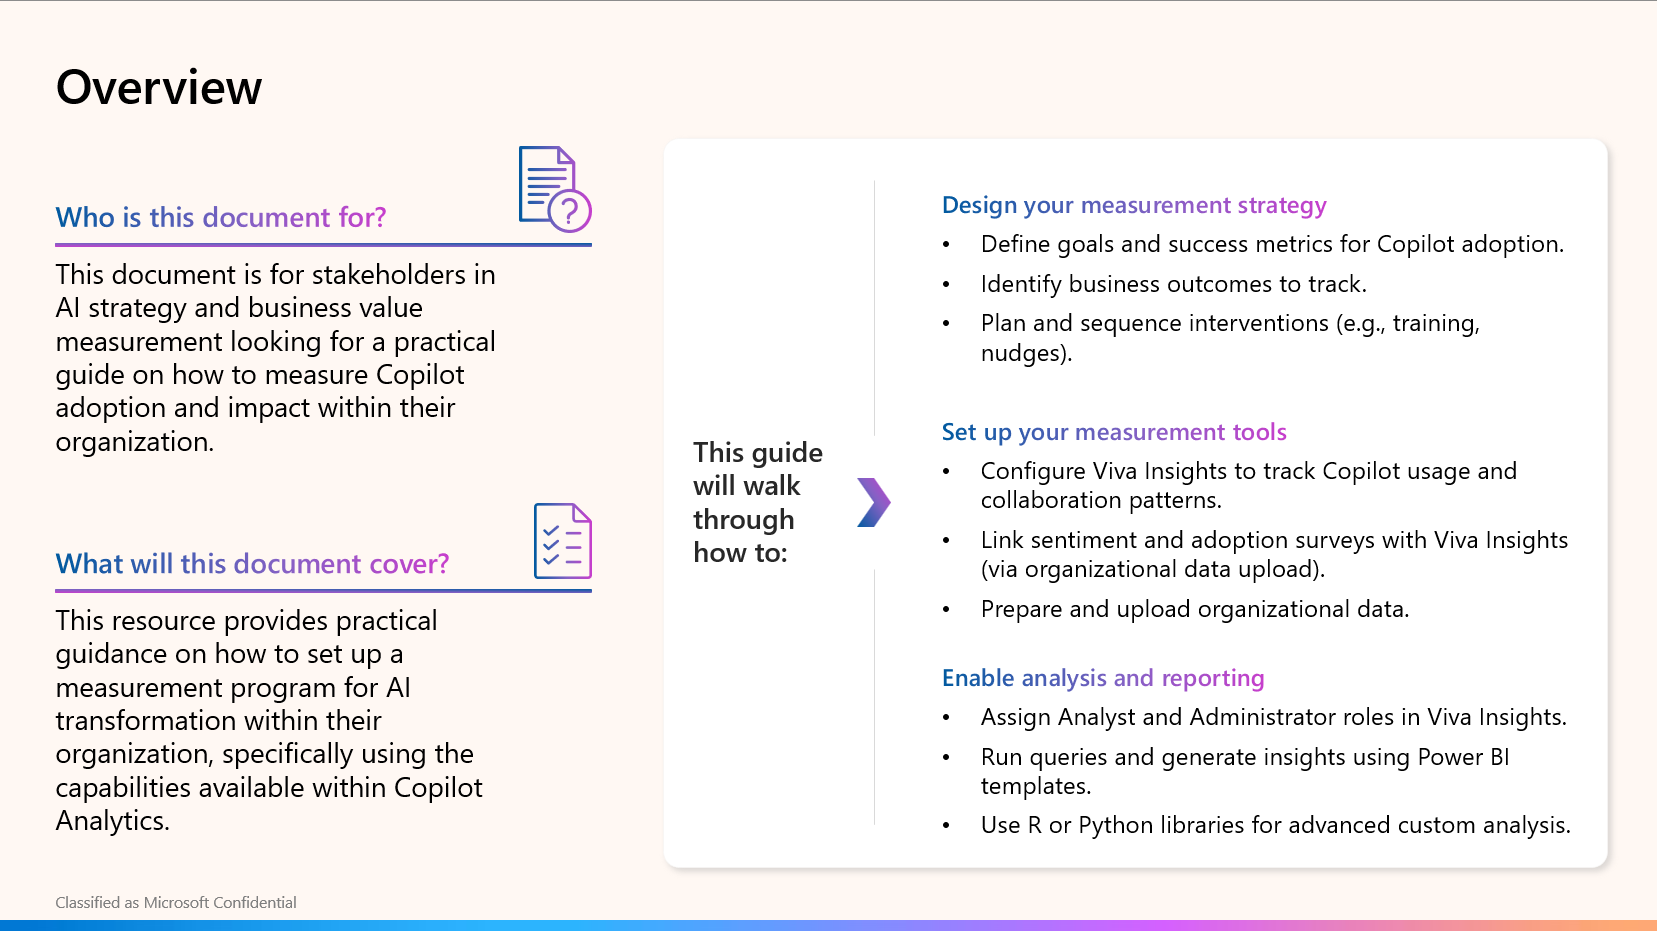 Overview
Who is this document for?
This document is for stakeholders in
AI strategy and business value
measurement looking for a practical
guide on how to measure Copilot
adoption and impact within their
organization.
What will this document cover?
This resource provides practical
guidance on how to set up a
measurement program for AI
transformation within their
organization, specifically using the
capabilities available within Copilot
Analytics.
This guide
will walk
through
how to:
Design your measurement strategy
• Define goals and success metrics for Copilot adoption.
• Identify business outcomes to track.
• Plan and sequence interventions (e.g., training,
nudges).
Set up your measurement tools
• Configure Viva Insights to track Copilot usage and
collaboration patterns.
• Link sentiment and adoption surveys with Viva Insights
(via organizational data upload).
• Prepare and upload organizational data.
Enable analysis and reporting
• Assign Analyst and Administrator roles in Viva Insights.
• Run queries and generate insights using Power BI
templates.
• Use R or Python libraries for advanced custom analysis.
Classified as Microsoft Confidential